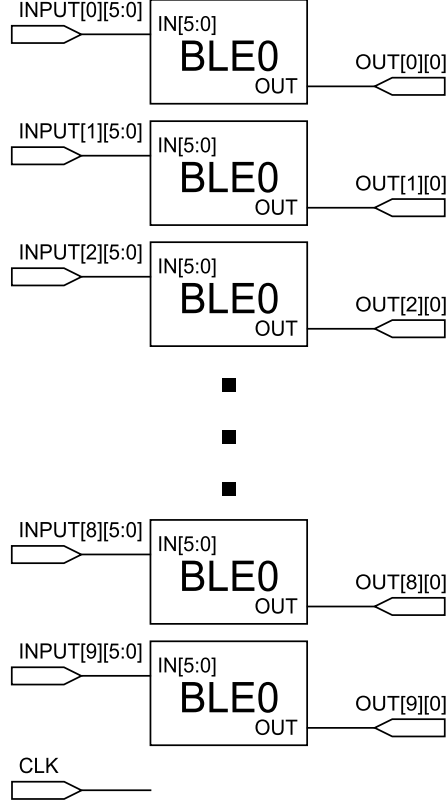 INPUT[0][5:0]
IN[5:0]
BLE0
OUT
OUT[0][0]
INPUT[1][5:0]
IN[5:0]
BLE0
OUT
OUT[1][0]
INPUT[2][5:0]
IN[5:0]
BLE0
OUT
OUT[2][0]
INPUT[8][5:0]
IN[5:0]
BLE0
OUT
OUT[8][0]
INPUT[9][5:0]
IN[5:0]
BLE0
OUT
OUT[9][0]
CLK